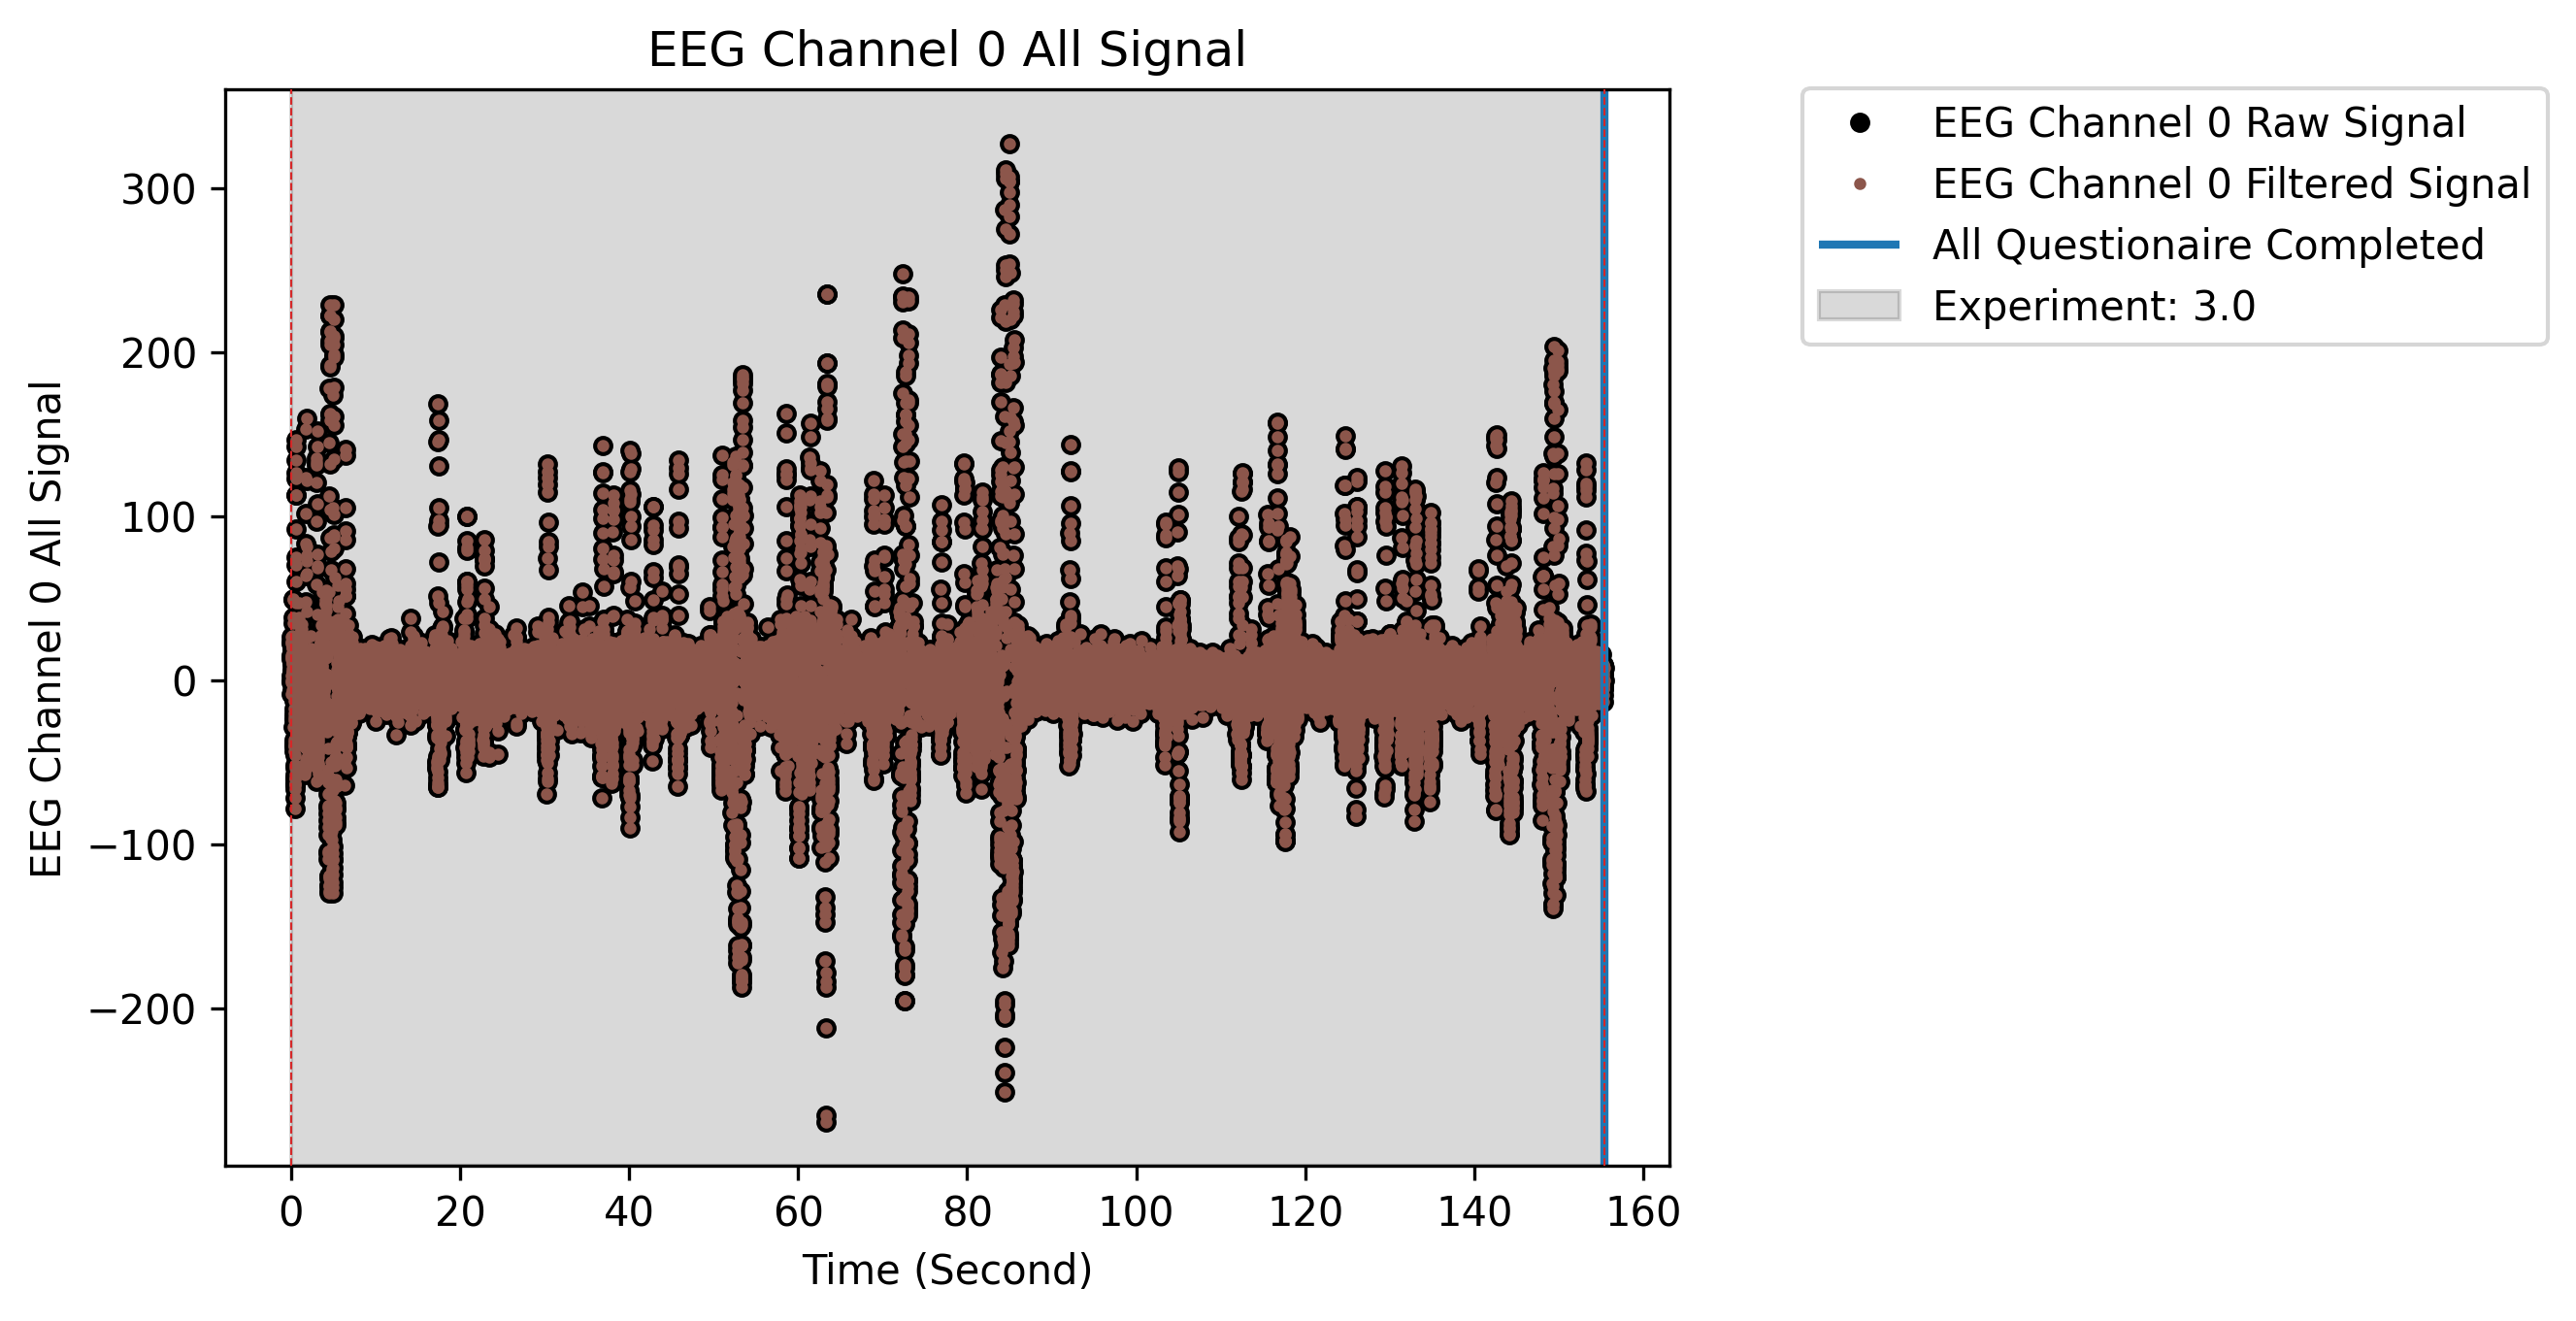 EEG Channel 0 All Signal
EEG Channel 0 All Signal
300
200
100
0
−100
−200
0 20 40 60 80 100 120 140 160
Time (Second)
EEG Channel 0 Raw Signal
EEG Channel 0 Filtered Signal
All Questionaire Completed
Experiment: 3.0